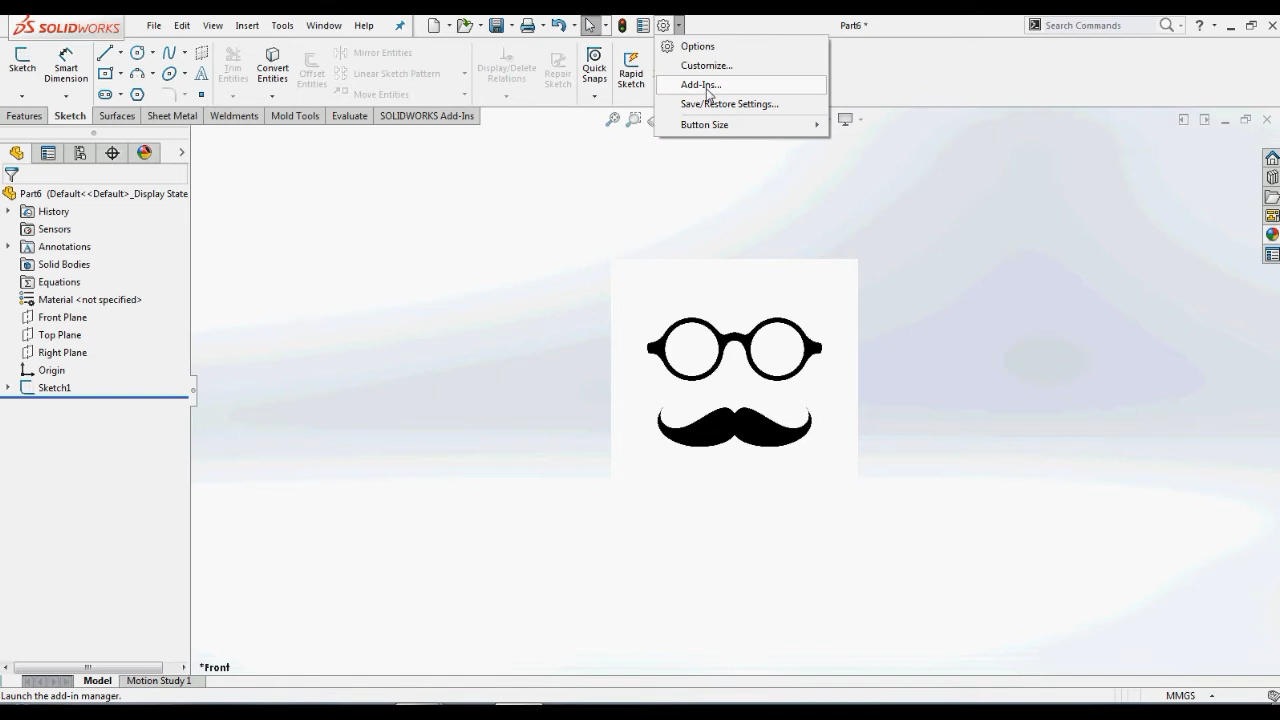 SOLIDWORKS File Edit View Insert Tools Window Help Part6 * Search Commands ?
Options
Customize...
Add-Ins...
Save/Restore Settings...
Button Size
Sketch Smart Dimension Trim Entities Convert Entities Offset Entities Mirror Entities Display/Delete Relations Repair Sketch Quick Snaps Rapid Sketch
Linear Sketch Pattern
Move Entities
Features Sketch Surfaces Sheet Metal Weldments Mold Tools Evaluate SOLIDWORKS Add-Ins
Part6 (Default<<Default>_Display State
History
Sensors
Annotations
Solid Bodies
Equations
Material <not specified>
Front Plane
Top Plane
Right Plane
Origin
Sketch1
*Front
Model Motion Study 1
Launch the add-in manager. MMGS